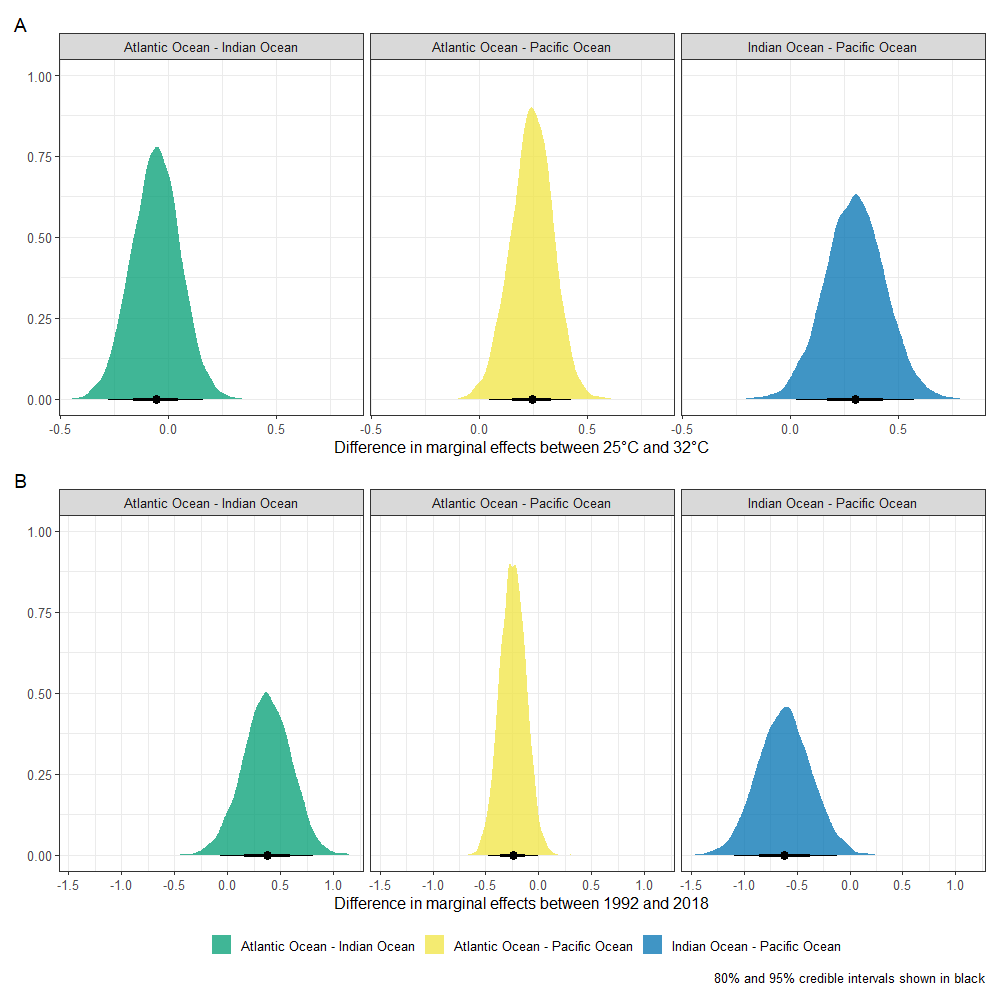 A
Atlantic Ocean - Indian Ocean
Atlantic Ocean - Pacific Ocean
Indian Ocean - Pacific Ocean
1.00
0.75
0.50
0.25
0.00
-0.5 0.0 0.5
-0.5 0.0 0.5
-0.5 0.0 0.5
Difference in marginal effects between 25°C and 32°C
B
Atlantic Ocean - Indian Ocean
Atlantic Ocean - Pacific Ocean
Indian Ocean - Pacific Ocean
1.00
0.75
0.50
0.25
0.00
-1.5 -1.0 -0.5 0.0 0.5 1.0
-1.5 -1.0 -0.5 0.0 0.5 1.0
-1.5 -1.0 -0.5 0.0 0.5 1.0
Difference in marginal effects between 1992 and 2018
Atlantic Ocean - Indian Ocean Atlantic Ocean - Pacific Ocean Indian Ocean - Pacific Ocean
80% and 95% credible intervals shown in black